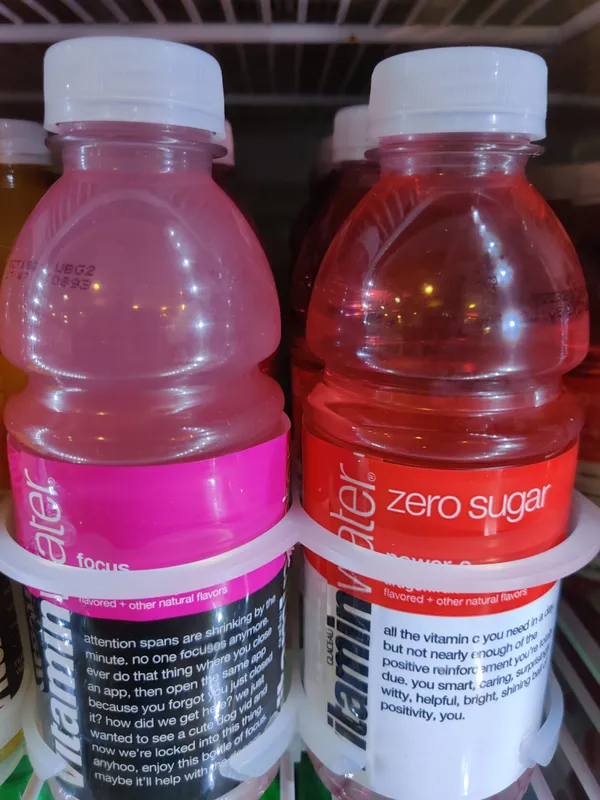 UBG2
0893
vitaminwater®
focus
flavored + other natural flavors
attention spans are shrinking by the
minute. no one focuses anymore.
ever do that thing where you close
an app, then open the same app
because you forgot you just closed
it? how did we get here? we just
wanted to see a cute dog vid and
now we're locked into this thing.
anyhoo, enjoy this bottle of focus.
maybe it'll help with
vitaminwater®
GLACEAU
zero sugar
power-c
flavored + other natural flavors
all the vitamin c you need in a
but not nearly enough of the
positive reinforcement you're
due. you smart, caring,
witty, helpful, bright, shining
positivity, you.